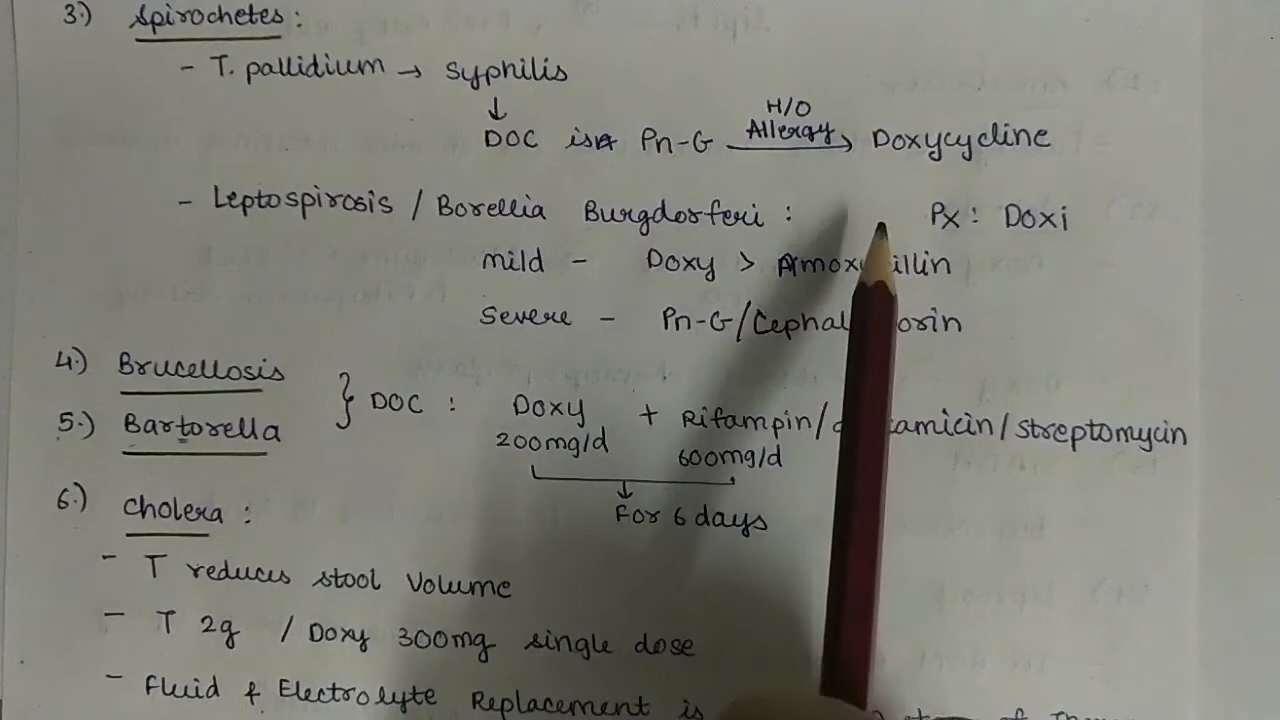 3.) Spirochetes:
- T. pallidium → Syphilis
↓
H/O
DOC is Pn-G Allergy → Doxycycline
- Leptospirosis / Borellia Burgdorferi : Px : Doxi
mild - Doxy > Amox illin
Severe - Pn-G/Cephal orin
4.) Brucellosis
5.) Bartorella } DOC : Doxy + Rifampin/ amicin/streptomycin
200mg/d 600mg/d
↓
For 6 days
6.) Cholera :
- T reduces stool volume
- T 2g / Doxy 300mg single dose
- Fluid & Electrolyte Replacement is